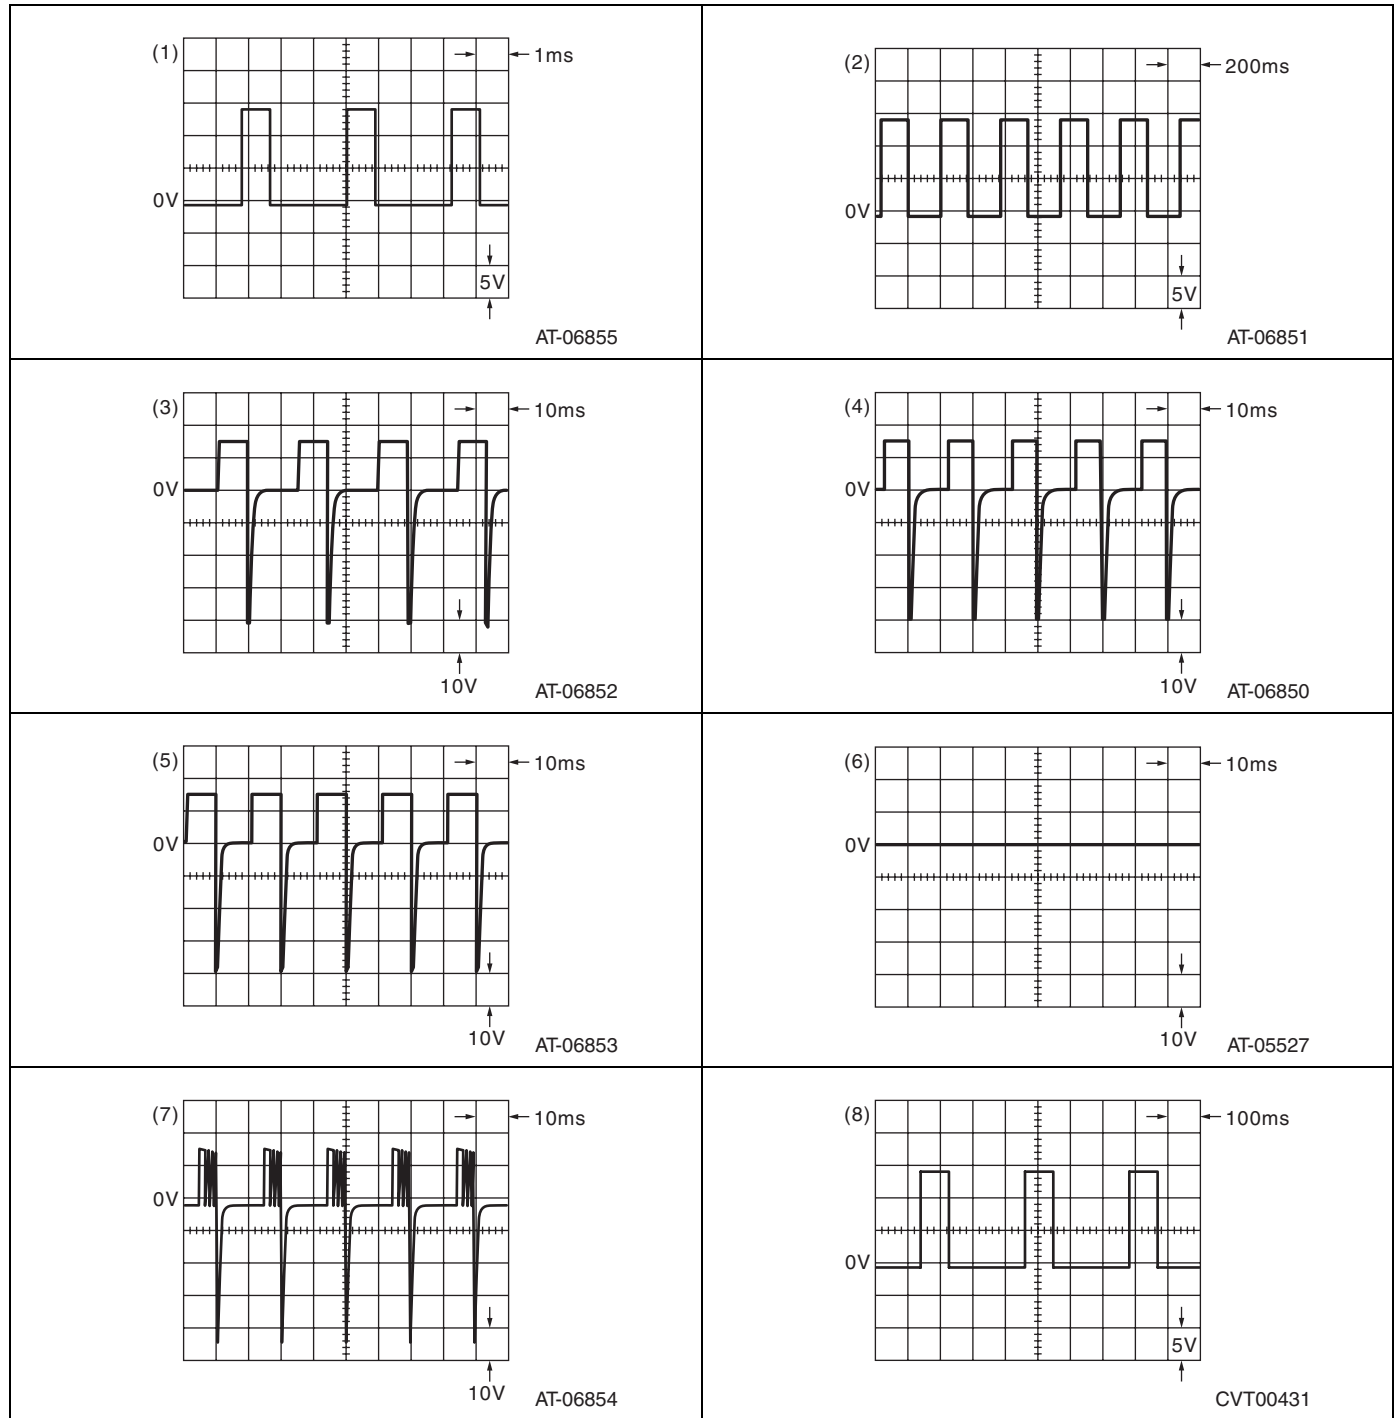 (1)
1ms
0V
5V
AT-06855
(2)
200ms
0V
5V
AT-06851
(3)
10ms
0V
10V
AT-06852
(4)
10ms
0V
10V
AT-06850
(5)
10ms
0V
10V
AT-06853
(6)
10ms
0V
10V
AT-05527
(7)
10ms
0V
10V
AT-06854
(8)
100ms
0V
5V
CVT00431